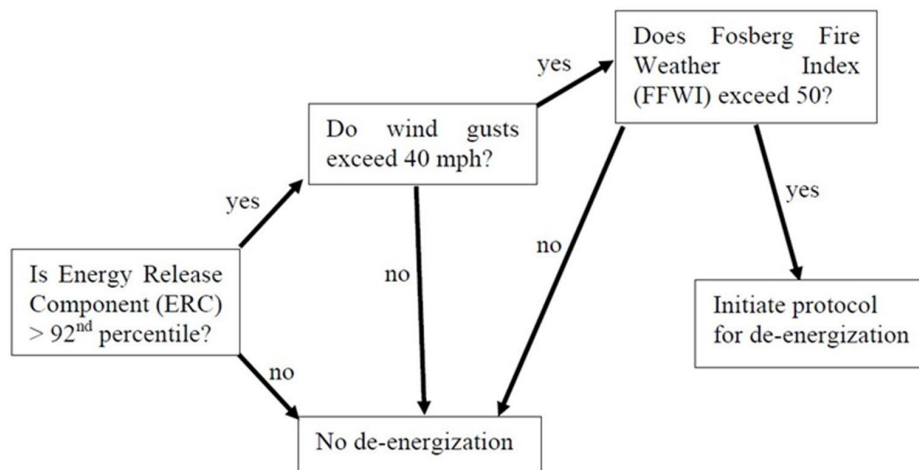 Does Fosberg Fire
Weather Index
(FFWI) exceed 50?
yes
Do wind gusts
exceed 40 mph?
yes
yes
no
Is Energy Release
Component (ERC)
> 92nd percentile?
no
Initiate protocol
for de-energization
no
No de-energization